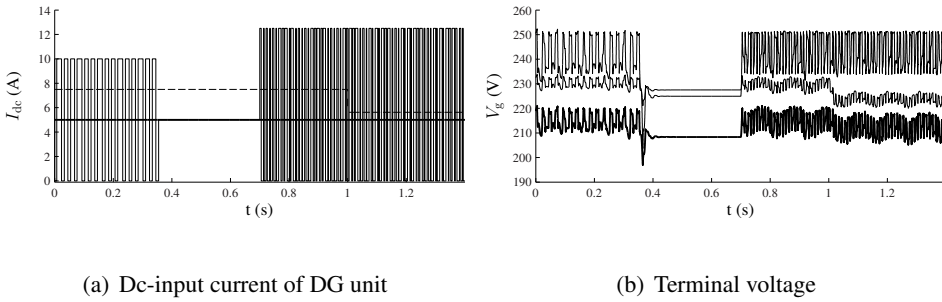 14
12
10
8
6
4
2
0
I_dc (A)
0 0.2 0.4 0.6 0.8 1 1.2
t (s)
(a) Dc-input current of DG unit
260
250
240
230
220
210
200
190
V_g (V)
0 0.2 0.4 0.6 0.8 1 1.2
t (s)
(b) Terminal voltage